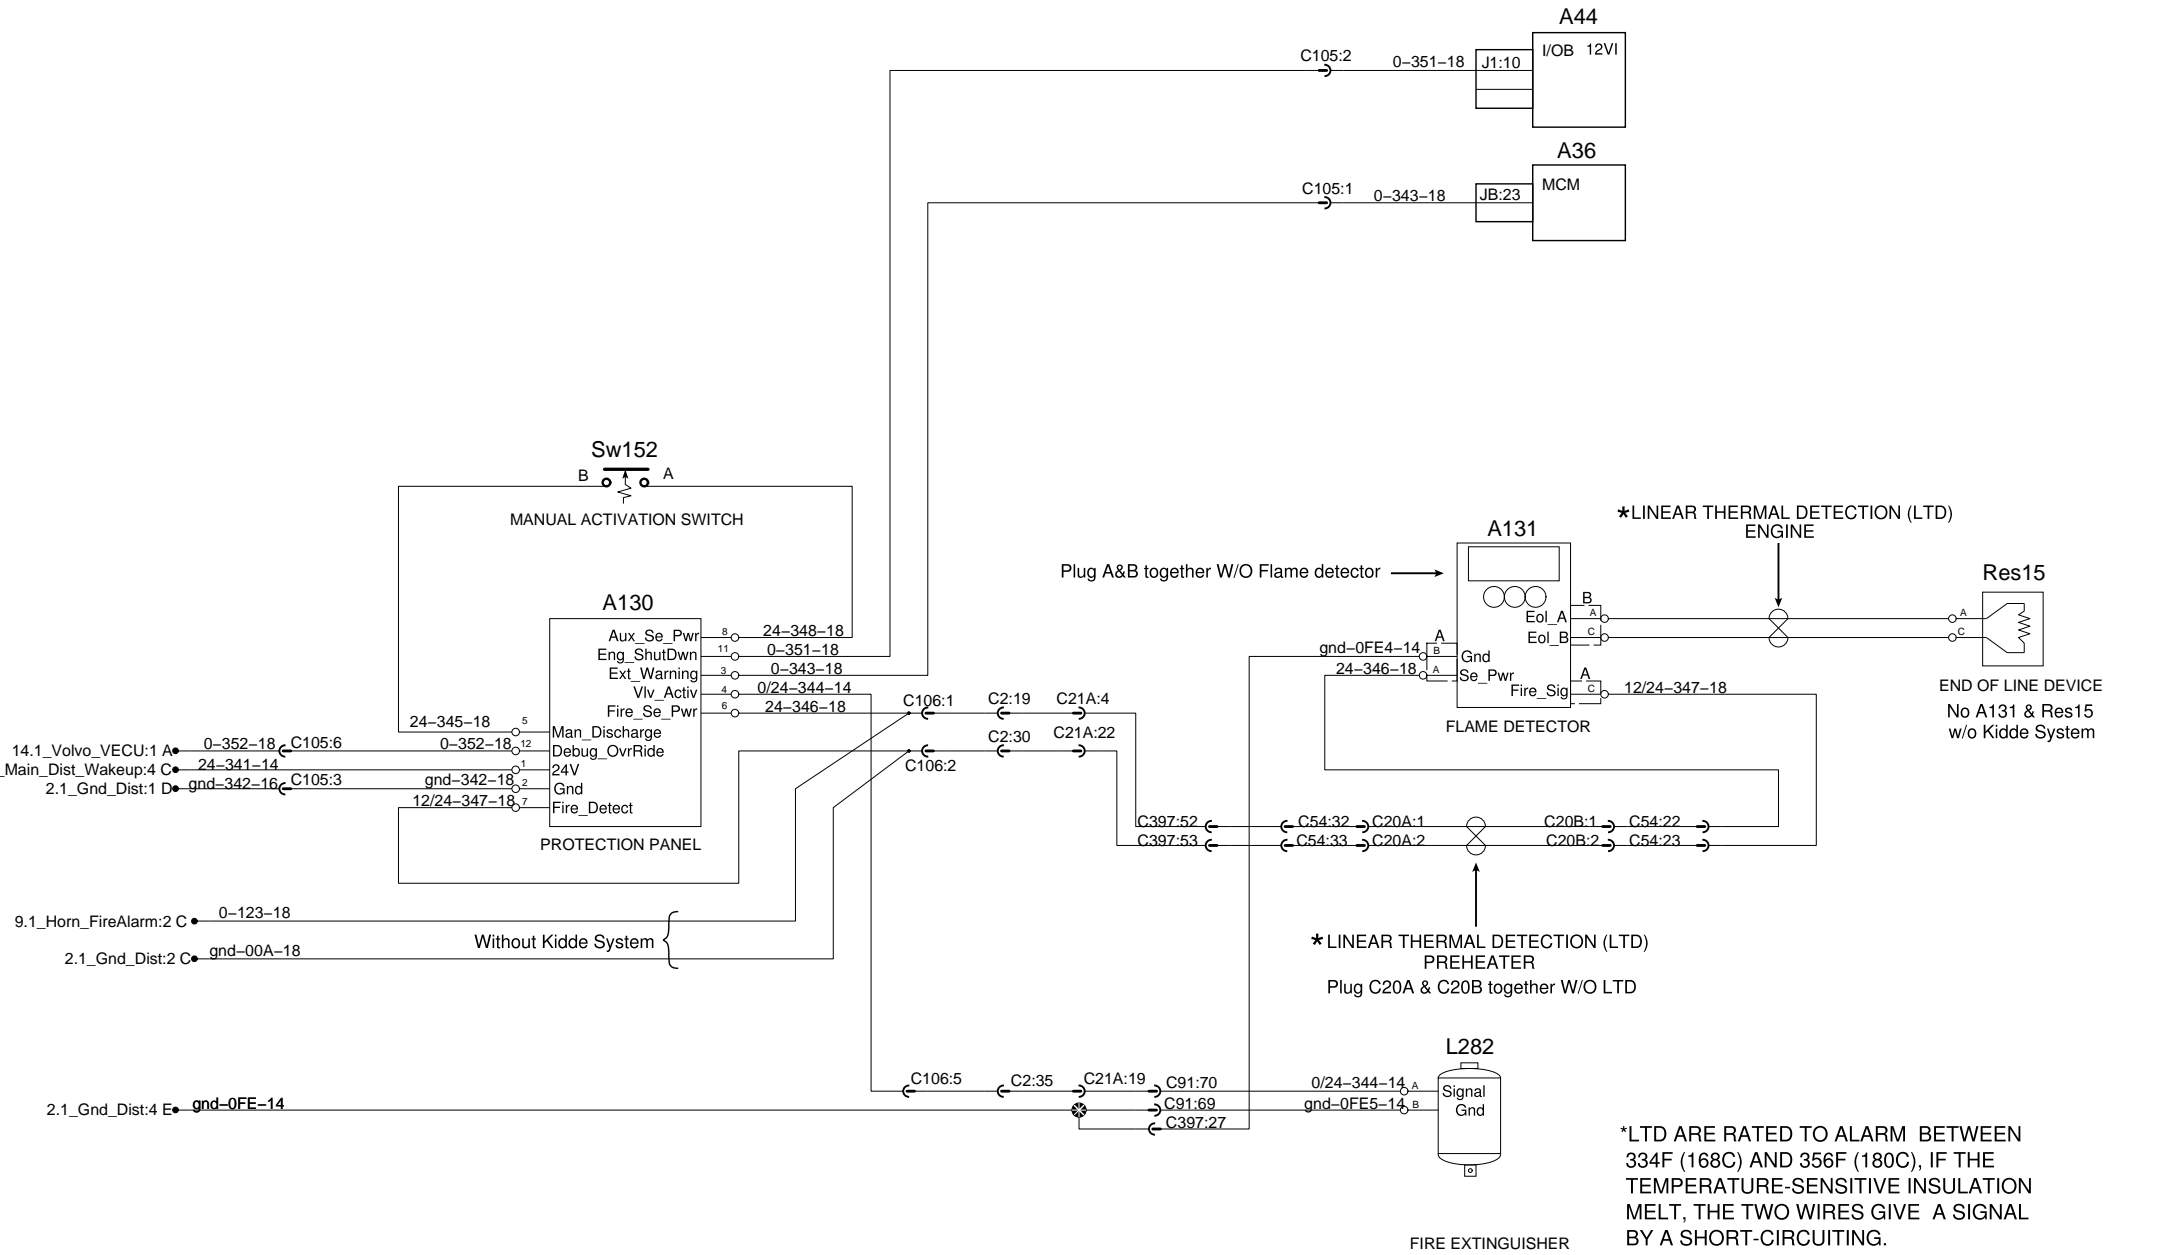 A44
I/OB 12VI
C105:2
0–351–18
J1:10
A36
MCM
C105:1
0–343–18
JB:23
Sw152
B
A
MANUAL ACTIVATION SWITCH
A130
Aux_Se_Pwr
8
24–348–18
Eng_ShutDwn
11
0–351–18
Ext_Warning
3
0–343–18
Vlv_Activ
4
0/24–344–14
Fire_Se_Pwr
6
24–346–18
24–345–18
5
Man_Discharge
14.1_Volvo_VECU:1 A
0–352–18
C105:6
0–352–18
12
Debug_OvrRide
_Main_Dist_Wakeup:4 C
24–341–14
1
24V
2.1_Gnd_Dist:1 D
gnd–342–16
C105:3
gnd–342–18
2
Gnd
12/24–347–18
7
Fire_Detect
PROTECTION PANEL
C106:1
C2:19
C21A:4
C106:2
C2:30
C21A:22
9.1_Horn_FireAlarm:2 C
0–123–18
Without Kidde System
2.1_Gnd_Dist:2 C
gnd–00A–18
*LINEAR THERMAL DETECTION (LTD)
ENGINE
A131
Plug A&B together W/O Flame detector
Res15
B
Eol_A
A
A
Eol_B
C
C
gnd–0FE4–14
A
B
Gnd
24–346–18
A
Se_Pwr
A
Fire_Sig
C
12/24–347–18
FLAME DETECTOR
END OF LINE DEVICE
No A131 & Res15
w/o Kidde System
C397:52
C54:32
C20A:1
C20B:1
C54:22
C397:53
C54:33
C20A:2
C20B:2
C54:23
*LINEAR THERMAL DETECTION (LTD)
PREHEATER
Plug C20A & C20B together W/O LTD
L282
C106:5
C2:35
C21A:19
C91:70
0/24–344–14
A
Signal
2.1_Gnd_Dist:4 E
gnd–0FE–14
C91:69
gnd–0FE5–14
B
Gnd
C397:27
FIRE EXTINGUISHER
*LTD ARE RATED TO ALARM BETWEEN
334F (168C) AND 356F (180C), IF THE
TEMPERATURE-SENSITIVE INSULATION
MELT, THE TWO WIRES GIVE A SIGNAL
BY A SHORT-CIRCUITING.